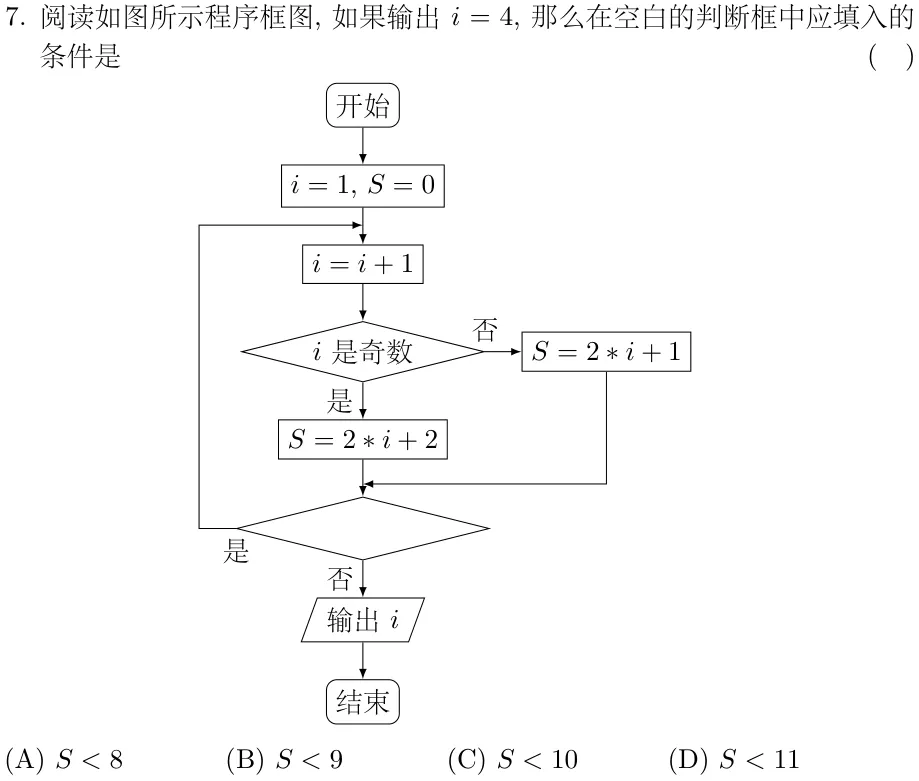 7. 阅读如图所示程序框图, 如果输出 i = 4, 那么在空白的判断框中应填入的
条件是 ( )
开始
i = 1, S = 0
i = i + 1
i 是奇数
否
S = 2 * i + 1
是
S = 2 * i + 2
是
否
输出 i
结束
(A) S < 8 (B) S < 9 (C) S < 10 (D) S < 11